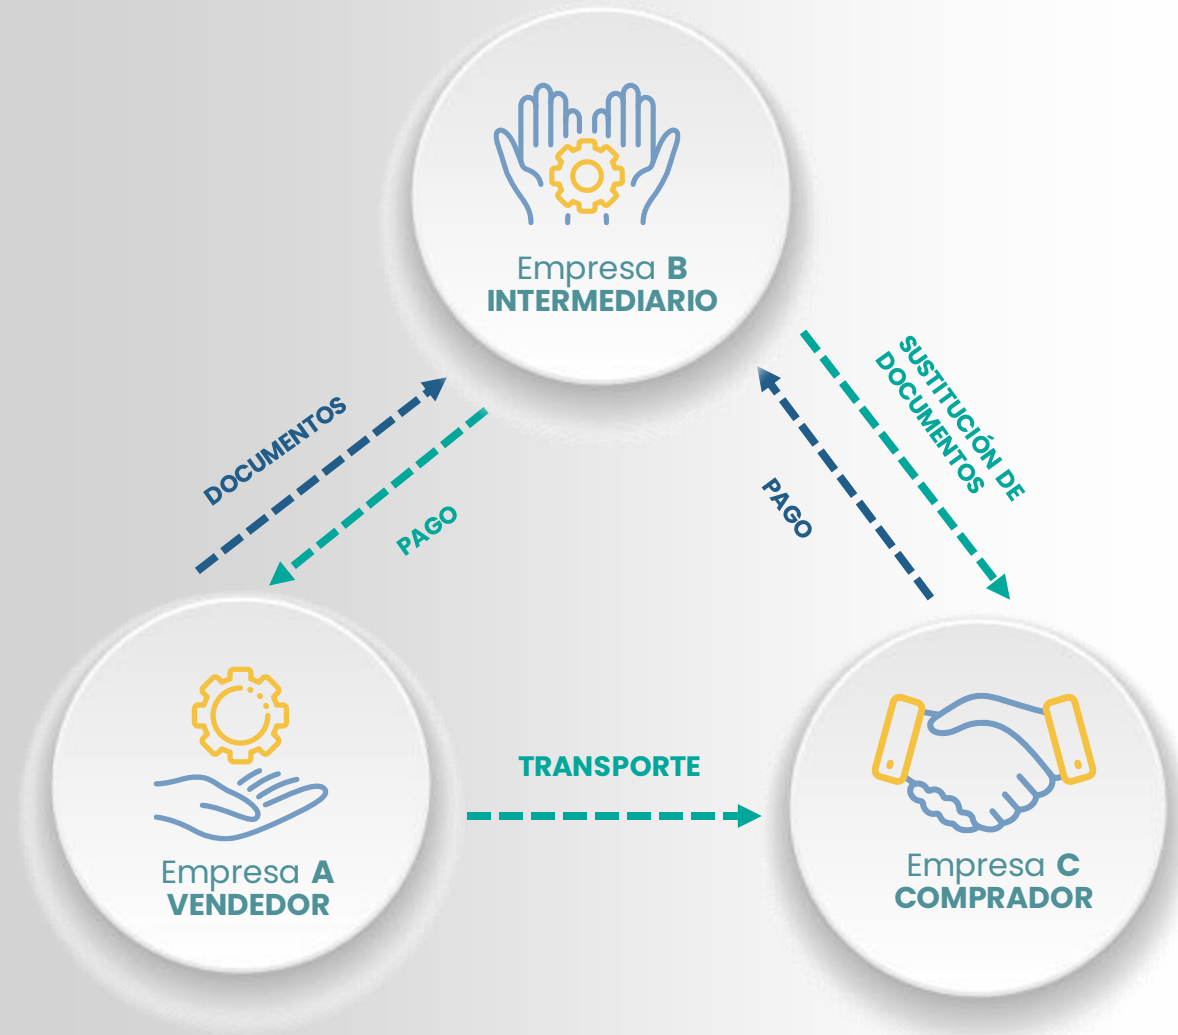 Empresa B
INTERMEDIARIO
DOCUMENTOS
PAGO
SUSTITUCIÓN DE
DOCUMENTOS
PAGO
TRANSPORTE
Empresa A
VENDEDOR
Empresa C
COMPRADOR